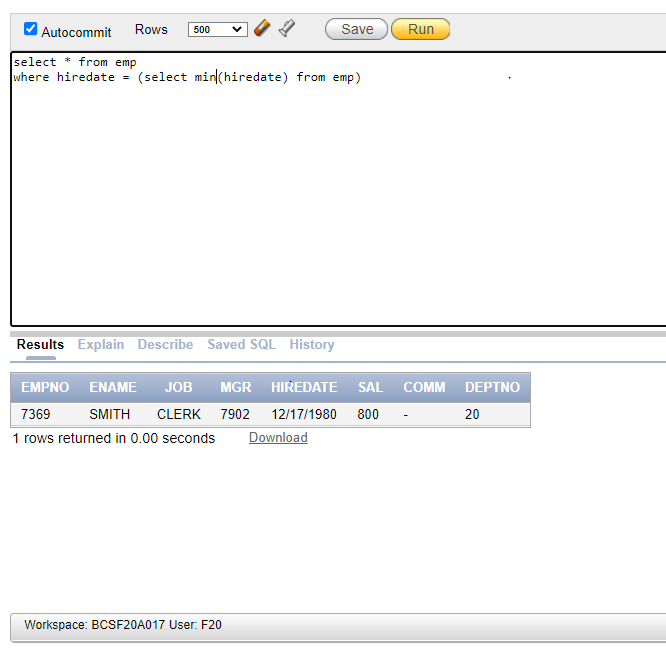 Autocommit Rows 500 Save Run
select * from emp
where hiredate = (select min(hiredate) from emp)
Results Explain Describe Saved SQL History
EMPNO ENAME JOB MGR HIREDATE SAL COMM DEPTNO
7369 SMITH CLERK 7902 12/17/1980 800 - 20
1 rows returned in 0.00 seconds Download
Workspace: BCSF20A017 User: F20